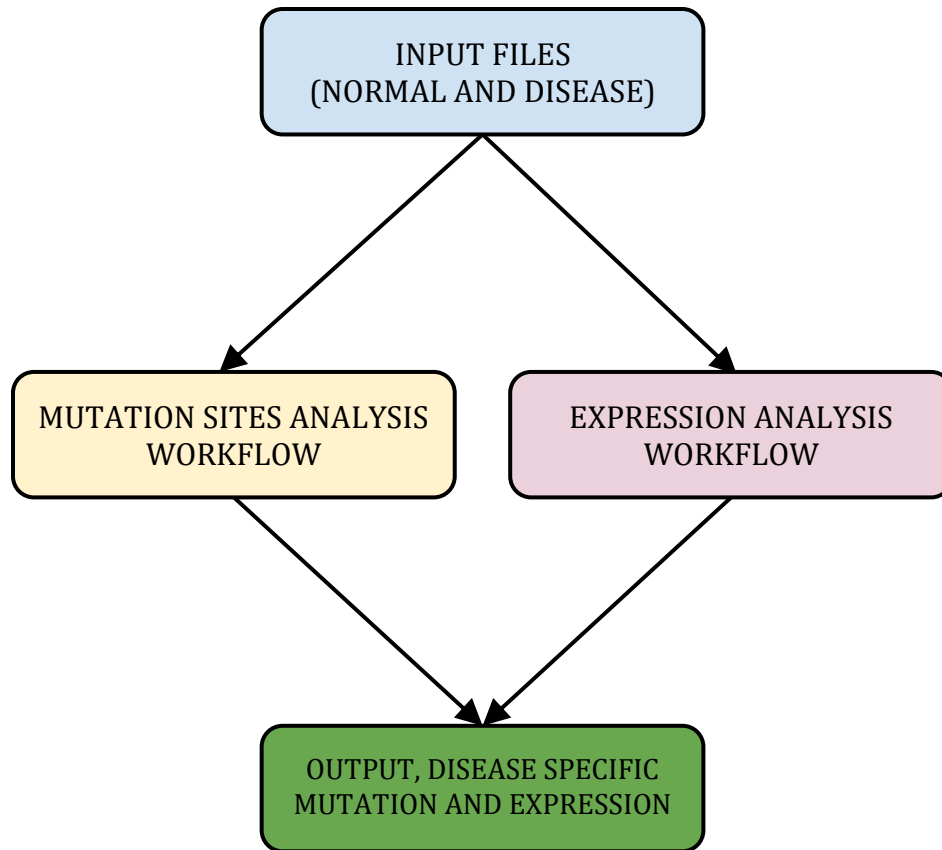 INPUT FILES
(NORMAL AND DISEASE)
MUTATION SITES ANALYSIS
WORKFLOW
EXPRESSION ANALYSIS
WORKFLOW
OUTPUT, DISEASE SPECIFIC
MUTATION AND EXPRESSION